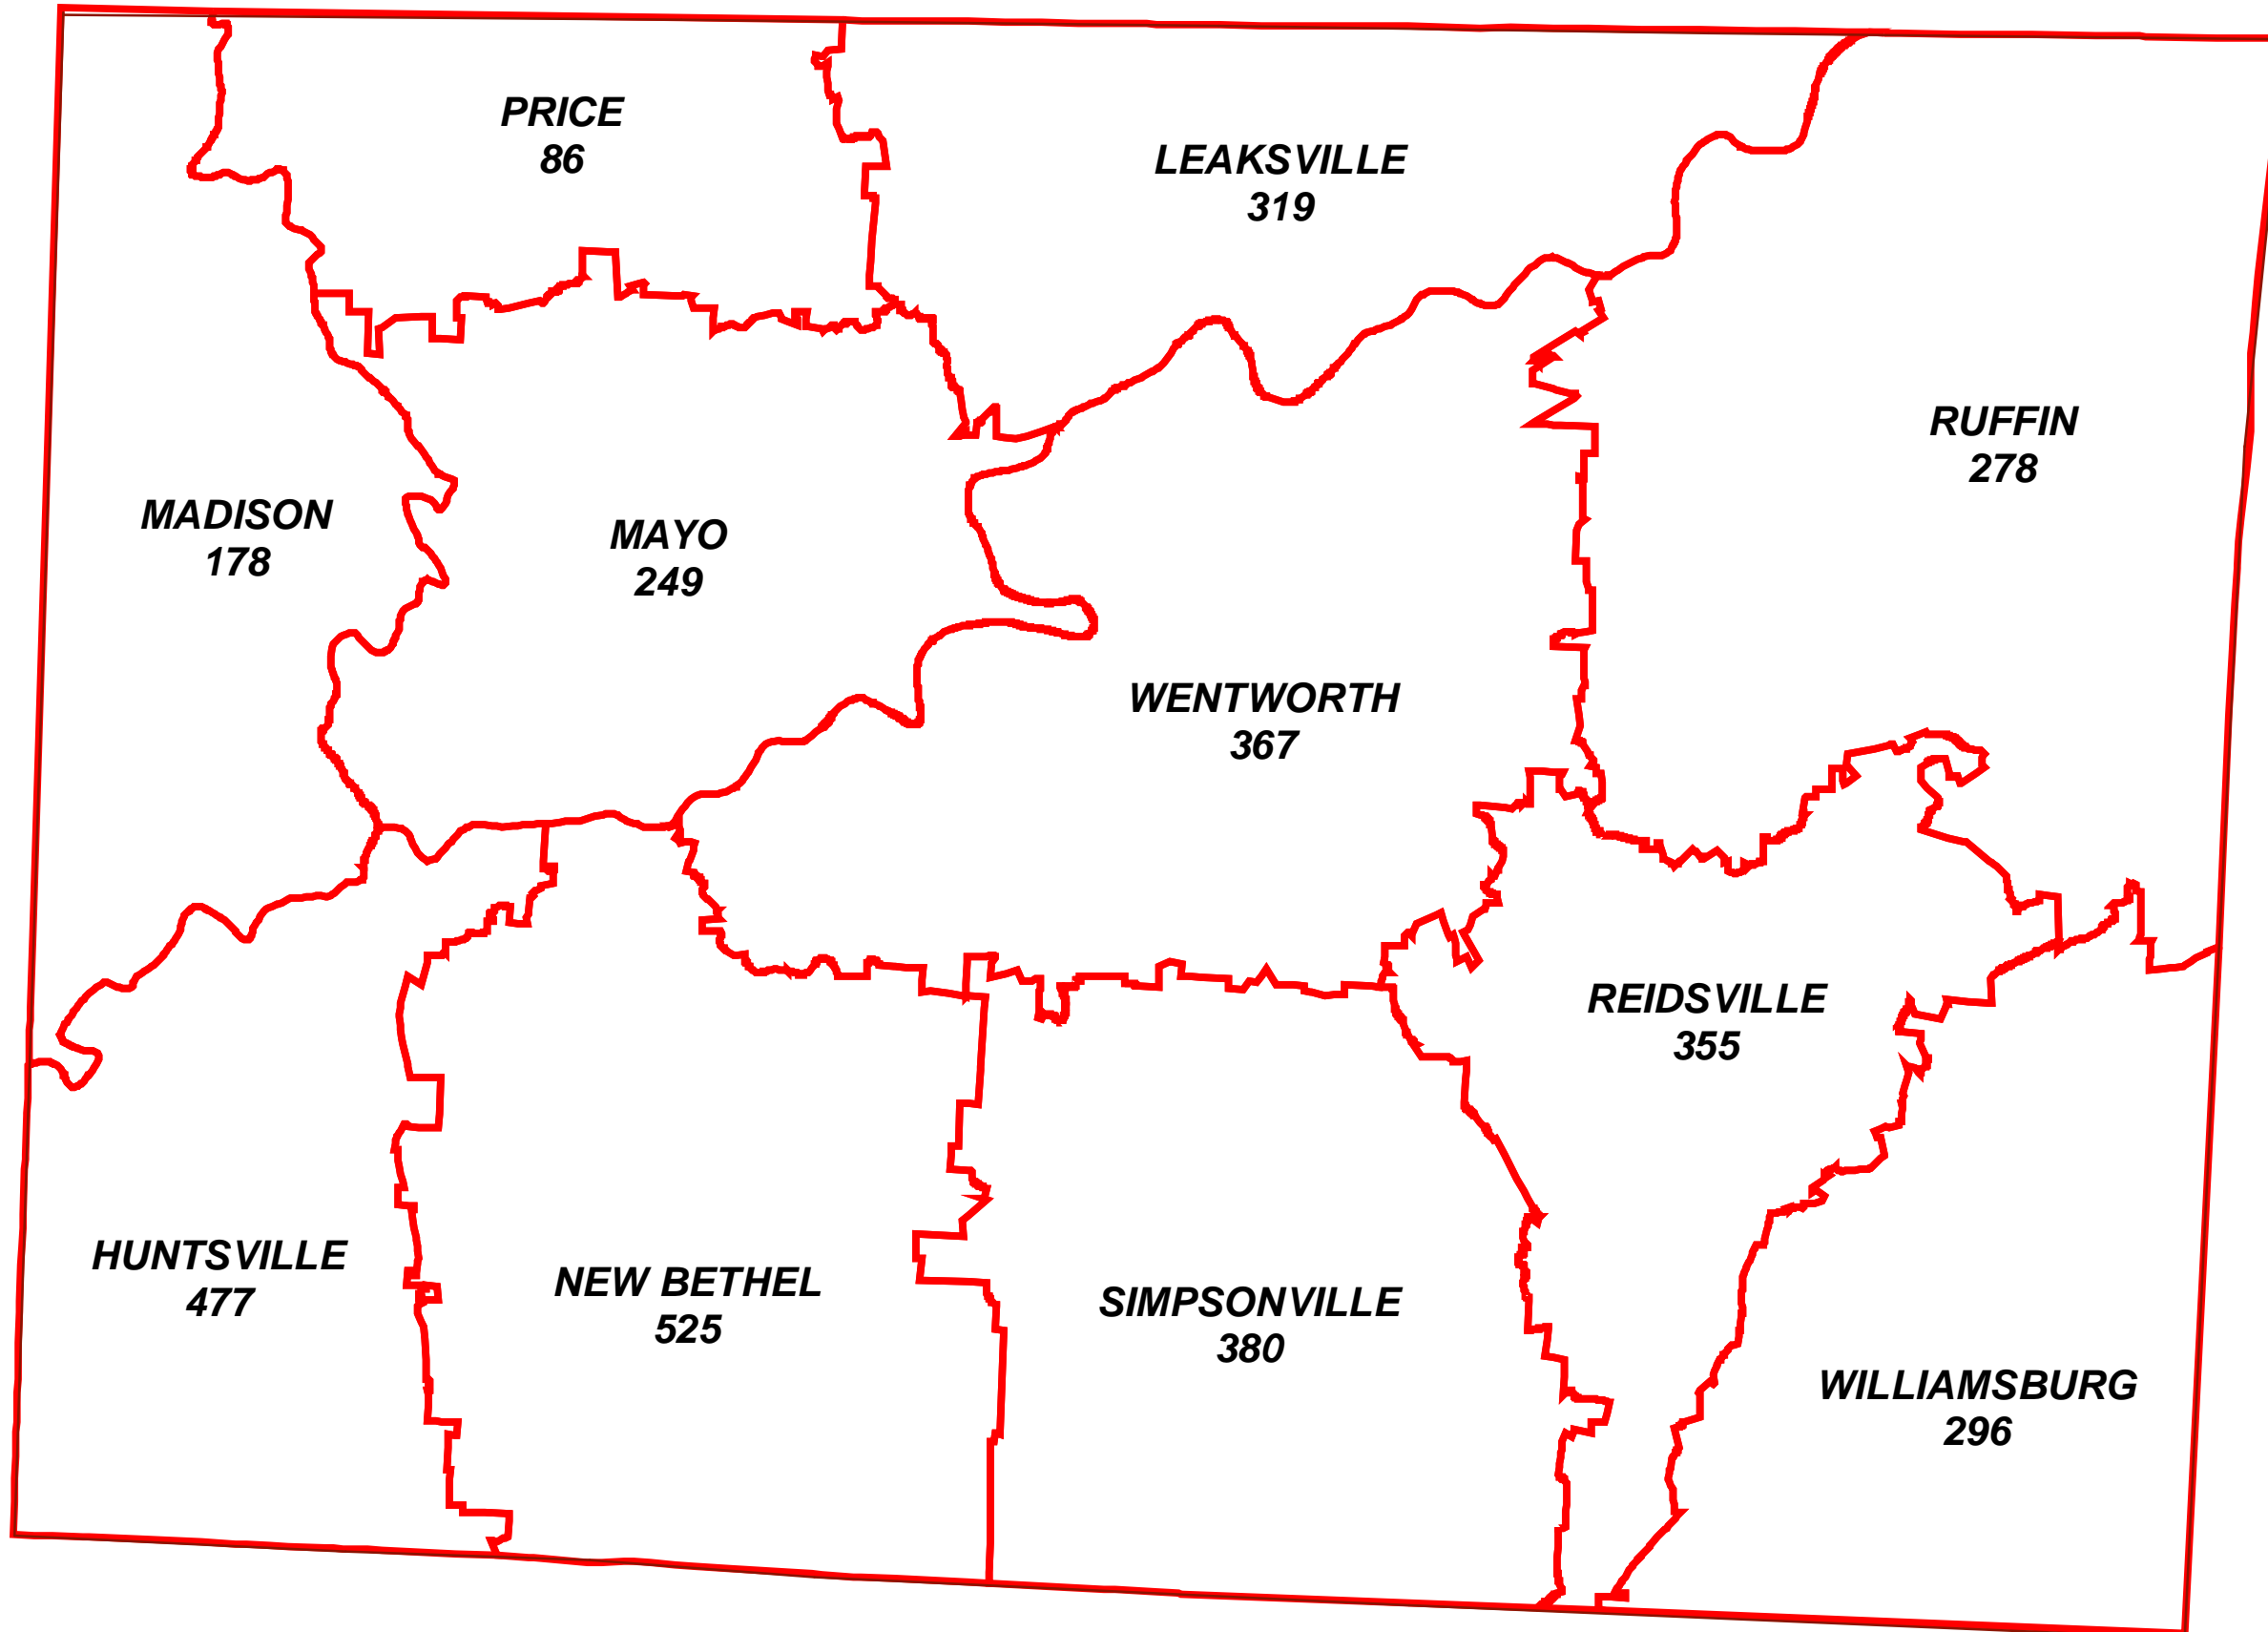 PRICE
86
LEAKSVILLE
319
RUFFIN
278
MADISON
178
MAYO
249
WENTWORTH
367
REIDSVILLE
355
HUNTSVILLE
477
NEW BETHEL
525
SIMPSONVILLE
380
WILLIAMSBURG
296